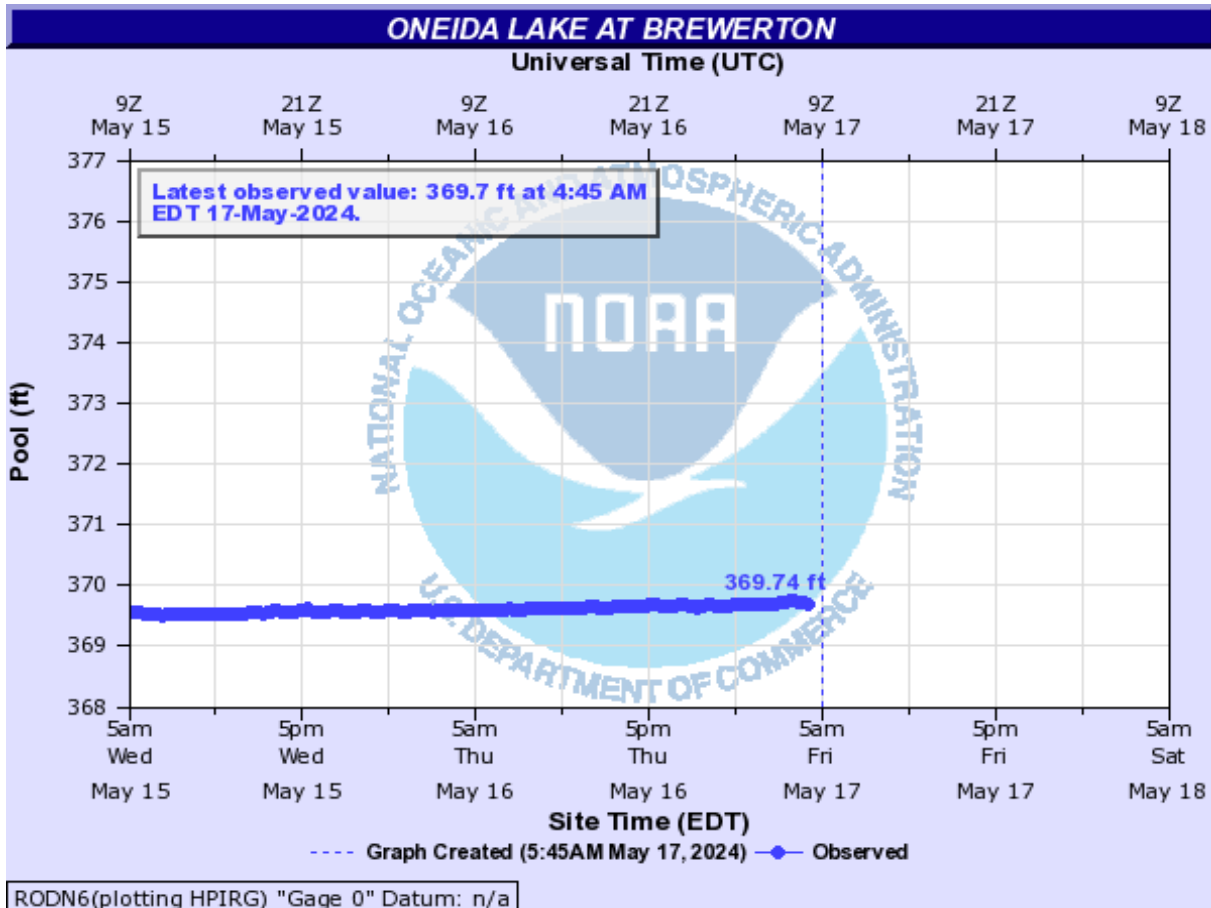 ONEIDA LAKE AT BREWERTON
Universal Time (UTC)
9Z 21Z 9Z 21Z 9Z 21Z 9Z
May 15 May 15 May 16 May 16 May 17 May 17 May 18
Latest observed value: 369.7 ft at 4:45 AM
EDT 17-May-2024.
NATIONAL OCEANIC AND ATMOSPHERIC ADMINISTRATION
NOAA
U.S. DEPARTMENT OF COMMERCE
Pool (ft)
377
376
375
374
373
372
371
370
369
368
369.74 ft
5am 5pm 5am 5pm 5am 5pm 5am
Wed Wed Thu Thu Fri Fri Sat
May 15 May 15 May 16 May 16 May 17 May 17 May 18
Site Time (EDT)
Graph Created (5:45AM May 17, 2024) Observed
RODN6(plotting HPIRG) "Gage 0" Datum: n/a